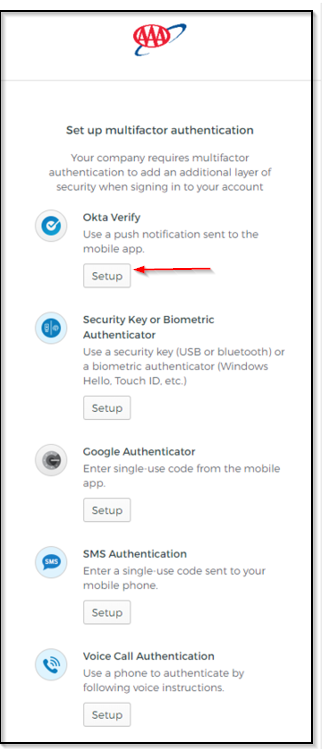 AAA
Set up multifactor authentication
Your company requires multifactor
authentication to add an additional layer of
security when signing in to your account
Okta Verify
Use a push notification sent to the
mobile app.
Setup
Security Key or Biometric
Authenticator
Use a security key (USB or bluetooth) or
a biometric authenticator (Windows
Hello, Touch ID, etc.)
Setup
Google Authenticator
Enter single-use code from the mobile
app.
Setup
SMS
SMS Authentication
Enter a single-use code sent to your
mobile phone.
Setup
Voice Call Authentication
Use a phone to authenticate by
following voice instructions.
Setup